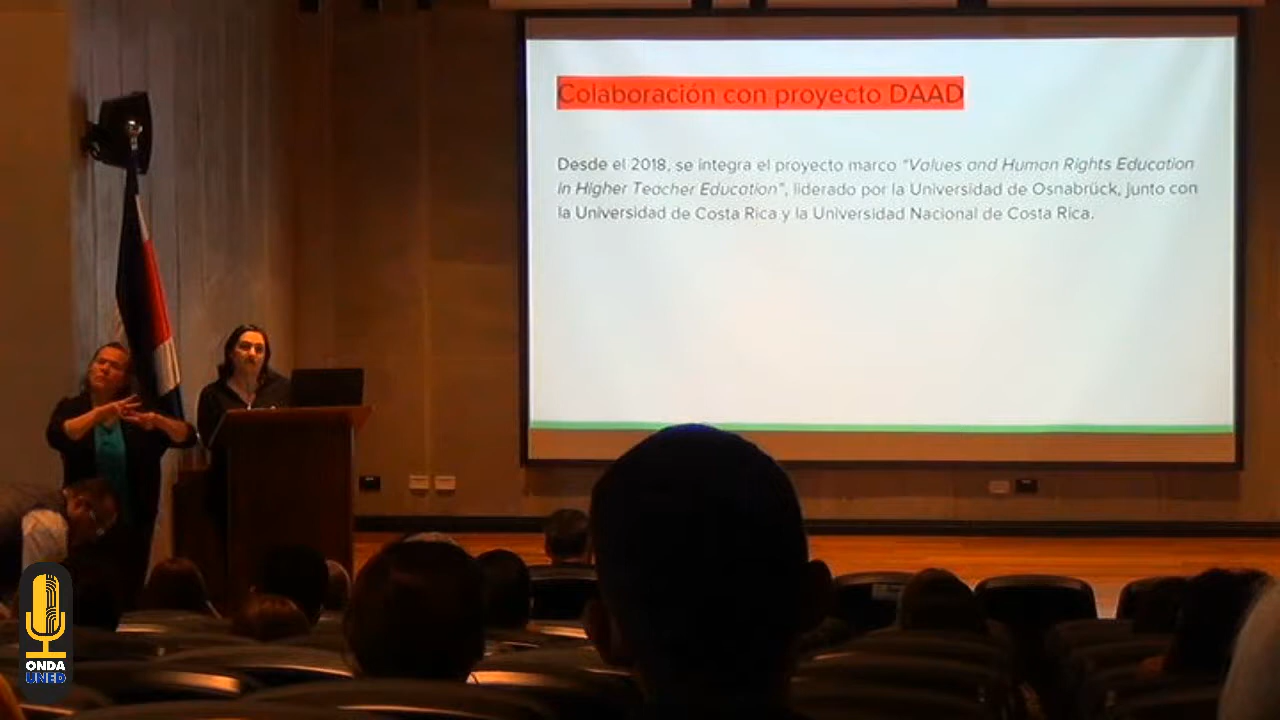 Colaboración con proyecto DAAD
Desde el 2018, se integra el proyecto marco "Values and Human Rights Education
in Higher Teacher Education", liderado por la Universidad de Osnabrück, junto con
la Universidad de Costa Rica y la Universidad Nacional de Costa Rica.
ONDA
UNED